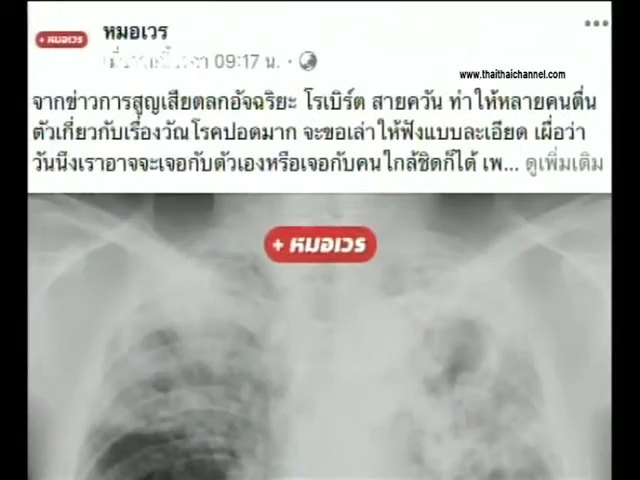 + หมอเวร
หมอเวร
09:17 น.
www.thaithaichannel.com
จากข่าวการสูญเสียตลกอัจฉริยะ โรเบิร์ต สายควัน ทำให้หลายคนตื่น
ตัวเกี่ยวกับเรื่องวัณโรคปอดมาก จะขอเล่าให้ฟังแบบละเอียด เผื่อว่า
วันนึงเราอาจจะเจอกับตัวเองหรือเจอกับคนใกล้ชิดก็ได้ เพ... ดูเพิ่มเติม
+ หมอเวร